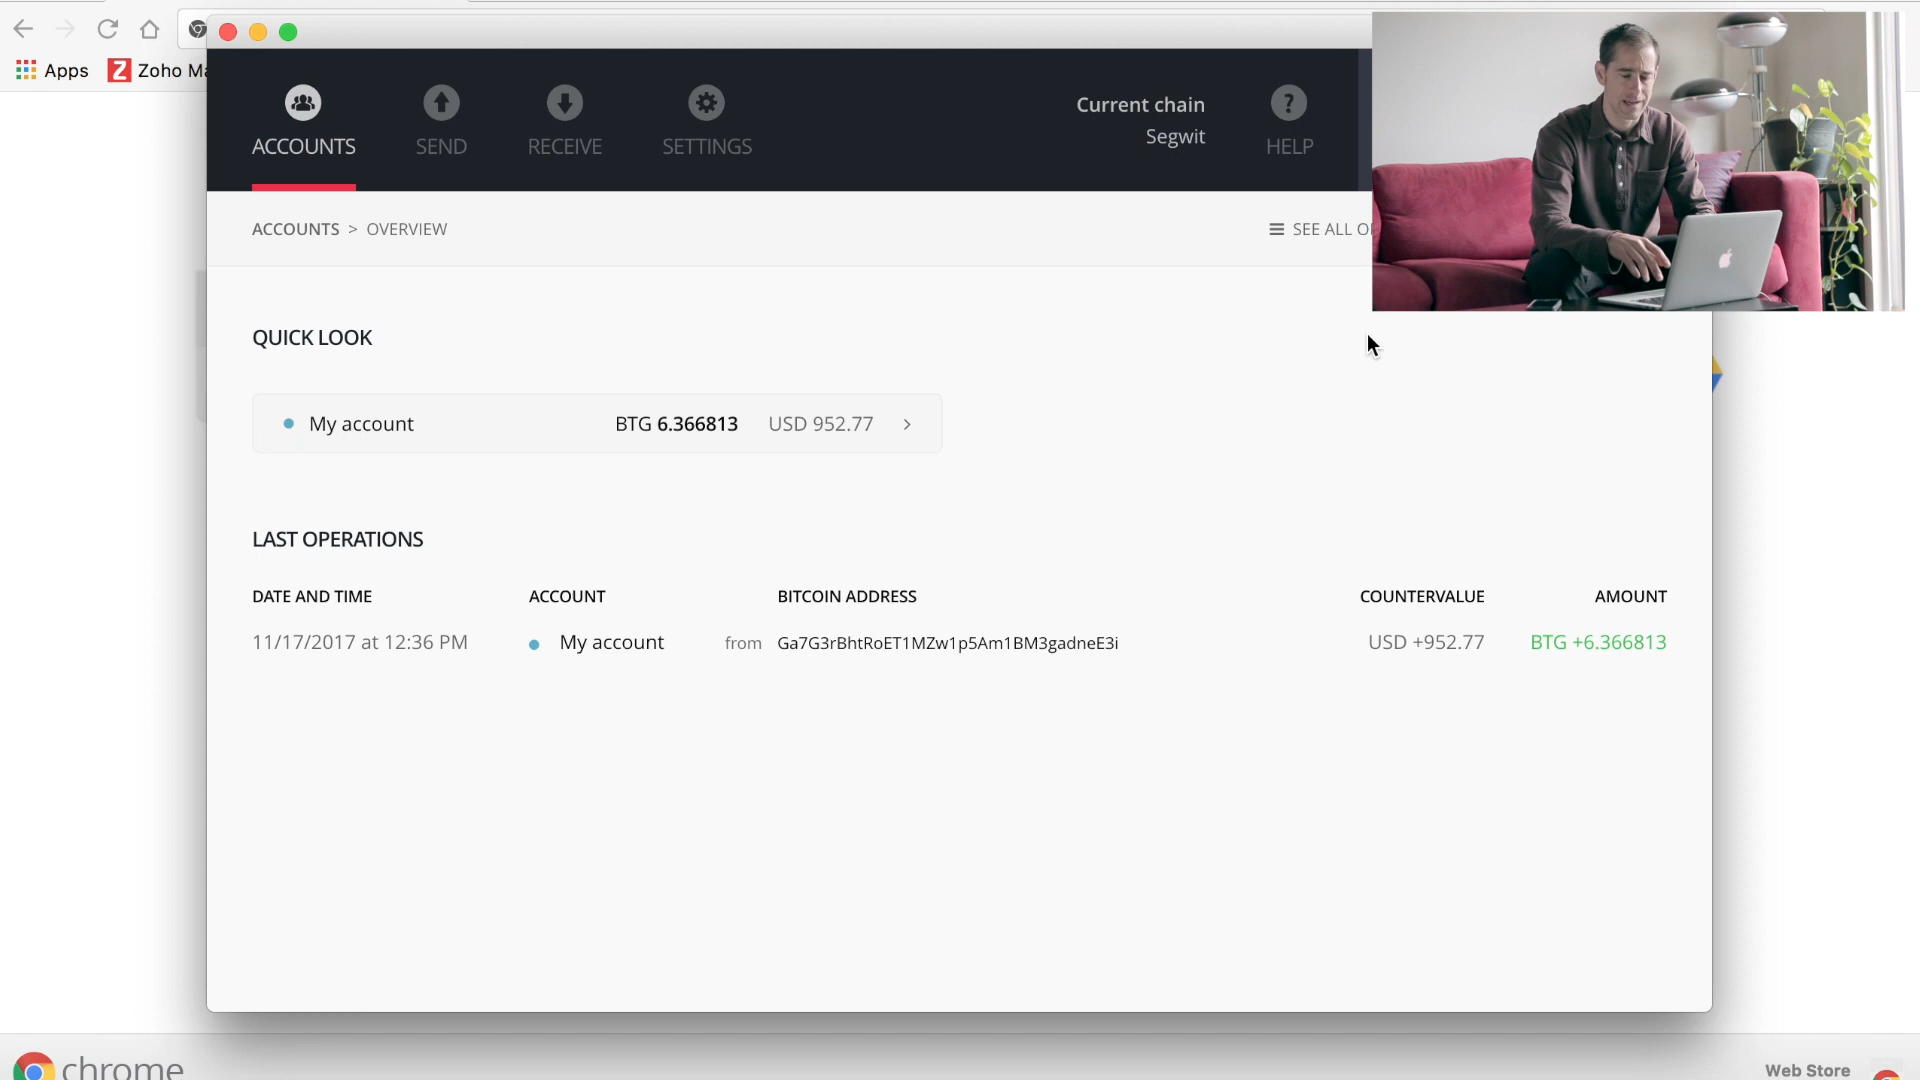 Apps
Zoho Ma
ACCOUNTS
SEND
RECEIVE
SETTINGS
Current chain
Segwit
HELP
ACCOUNTS > OVERVIEW
SEE ALL O
QUICK LOOK
My account BTG 6.366813 USD 952.77
LAST OPERATIONS
DATE AND TIME ACCOUNT BITCOIN ADDRESS COUNTERVALUE AMOUNT
11/17/2017 at 12:36 PM My account from Ga7G3rBhtRoET1MZw1p5Am1BM3gadneE3i USD +952.77 BTG +6.366813
chrome
Web Store